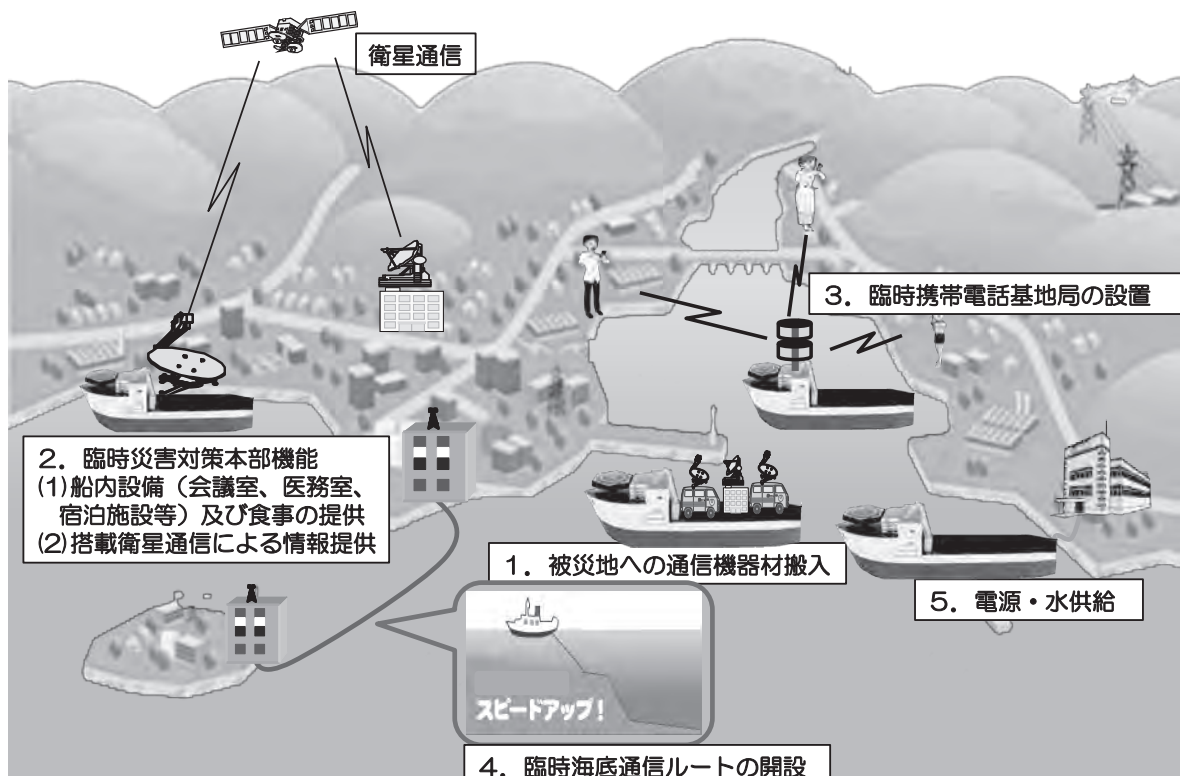 衛星通信
3．臨時携帯電話基地局の設置
2．臨時災害対策本部機能
(1)船内設備（会議室、医務室、
宿泊施設等）及び食事の提供
(2)搭載衛星通信による情報提供
1．被災地への通信機器材搬入
5．電源・水供給
スピードアップ！
4．臨時海底通信ルートの開設